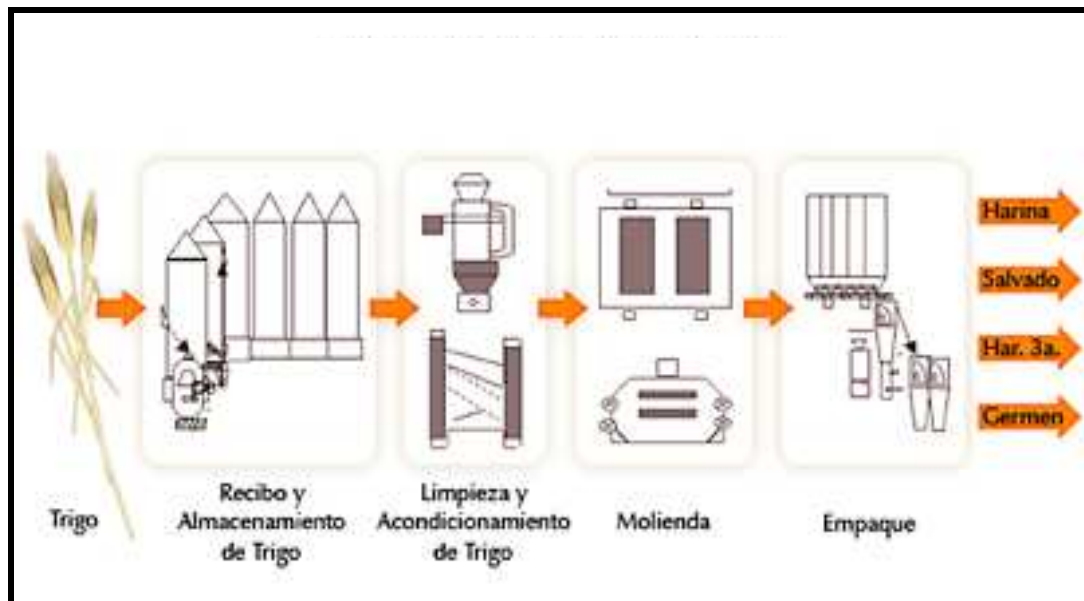 Trigo
Recibo y
Almacenamiento
de Trigo
Limpieza y
Acondicionamiento
de Trigo
Molienda
Empaque
Harina
Salvado
Har. 3a.
Germen